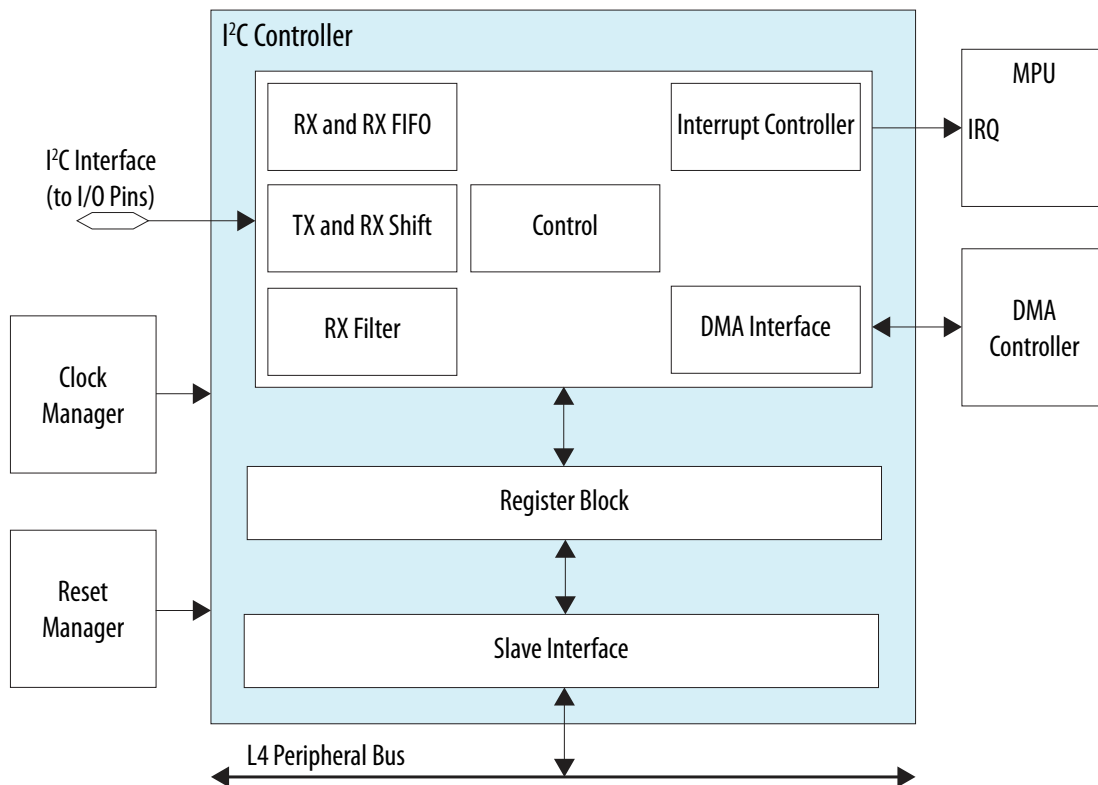 I²C Controller
MPU
IRQ
RX and RX FIFO
Interrupt Controller
I²C Interface
(to I/O Pins)
TX and RX Shift
Control
RX Filter
DMA Interface
DMA
Controller
Clock
Manager
Register Block
Reset
Manager
Slave Interface
L4 Peripheral Bus